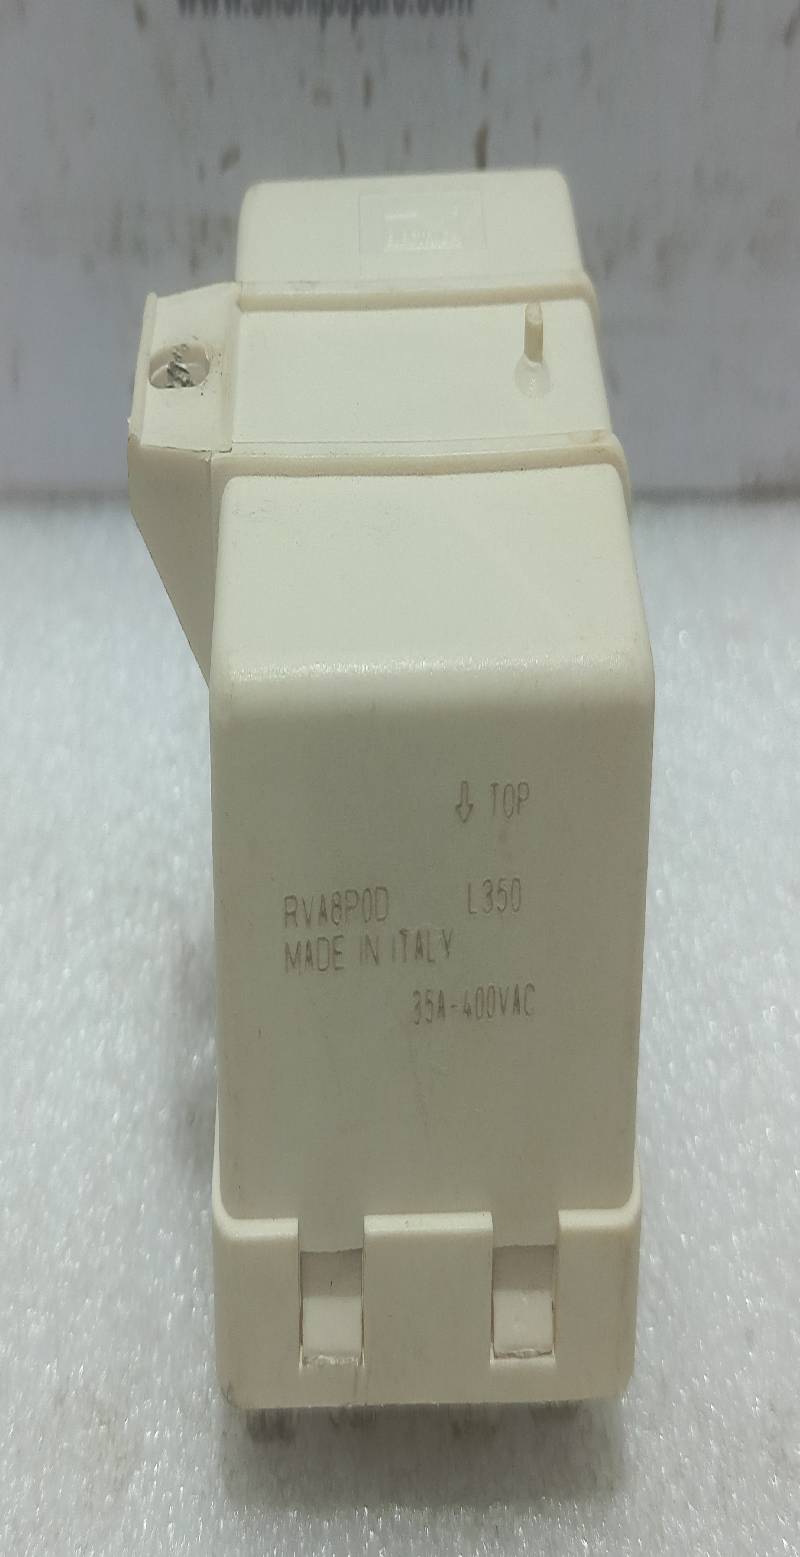 ⇩ TOP
RVA8P0D L350
MADE IN ITALY
35A-400VAC